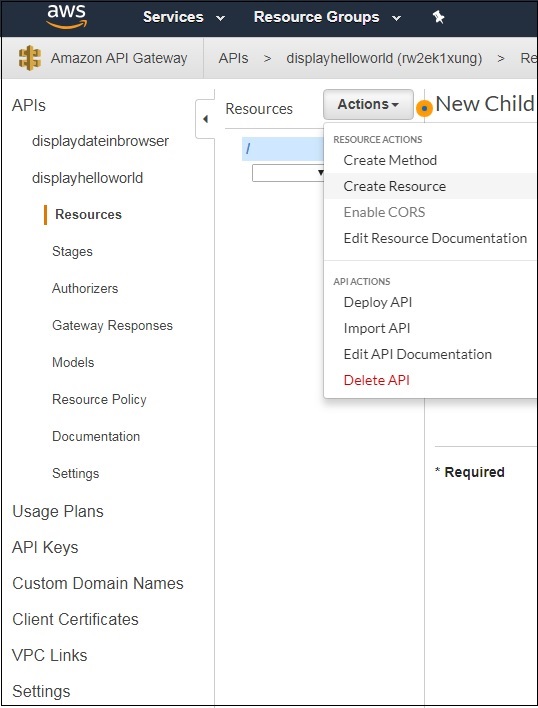 aws
Services Resource Groups
Amazon API Gateway APIs > displayhelloworld (rw2ek1xung) > Re
APIs
displaydateinbrowser
displayhelloworld
Resources
Stages
Authorizers
Gateway Responses
Models
Resource Policy
Documentation
Settings
Usage Plans
API Keys
Custom Domain Names
Client Certificates
VPC Links
Settings
Resources
/
Actions
New Child
RESOURCE ACTIONS
Create Method
Create Resource
Enable CORS
Edit Resource Documentation
API ACTIONS
Deploy API
Import API
Edit API Documentation
Delete API
* Required